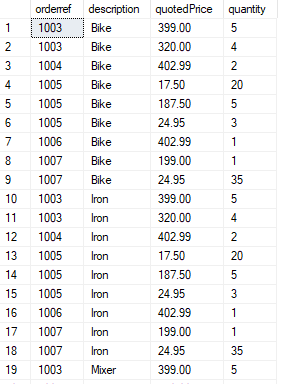 orderref description quotedPrice quantity
1 1003 Bike 399.00 5
2 1003 Bike 320.00 4
3 1004 Bike 402.99 2
4 1005 Bike 17.50 20
5 1005 Bike 187.50 5
6 1005 Bike 24.95 3
7 1006 Bike 402.99 1
8 1007 Bike 199.00 1
9 1007 Bike 24.95 35
10 1003 Iron 399.00 5
11 1003 Iron 320.00 4
12 1004 Iron 402.99 2
13 1005 Iron 17.50 20
14 1005 Iron 187.50 5
15 1005 Iron 24.95 3
16 1006 Iron 402.99 1
17 1007 Iron 199.00 1
18 1007 Iron 24.95 35
19 1003 Mixer 399.00 5